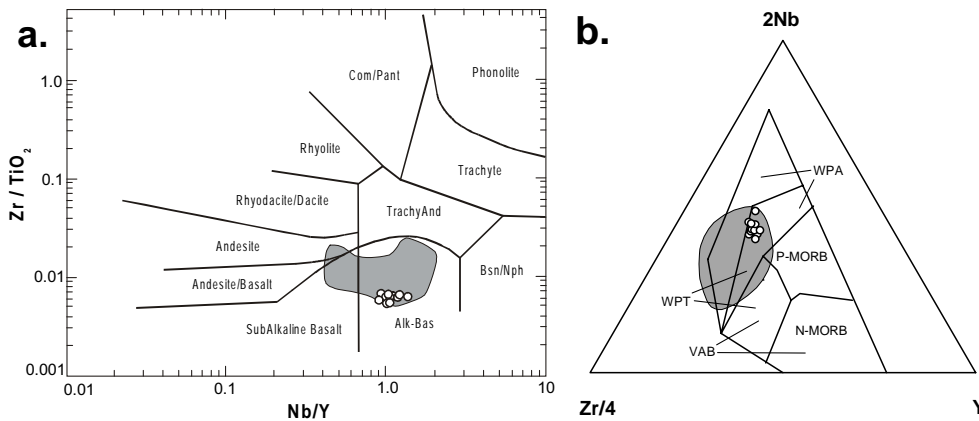 a.
Zr / TiO2
1.0
0.1
0.01
0.001
0.01
0.1
1.0
10
Nb/Y
Com/Pant
Phonolite
Rhyolite
Trachyte
Rhyodacite/Dacite
TrachyAnd
Andesite
Andesite/Basalt
Bsn/Nph
SubAlkaline Basalt
Alk-Bas
b.
2Nb
WPA
P-MORB
WPT
N-MORB
VAB
Zr/4
Y